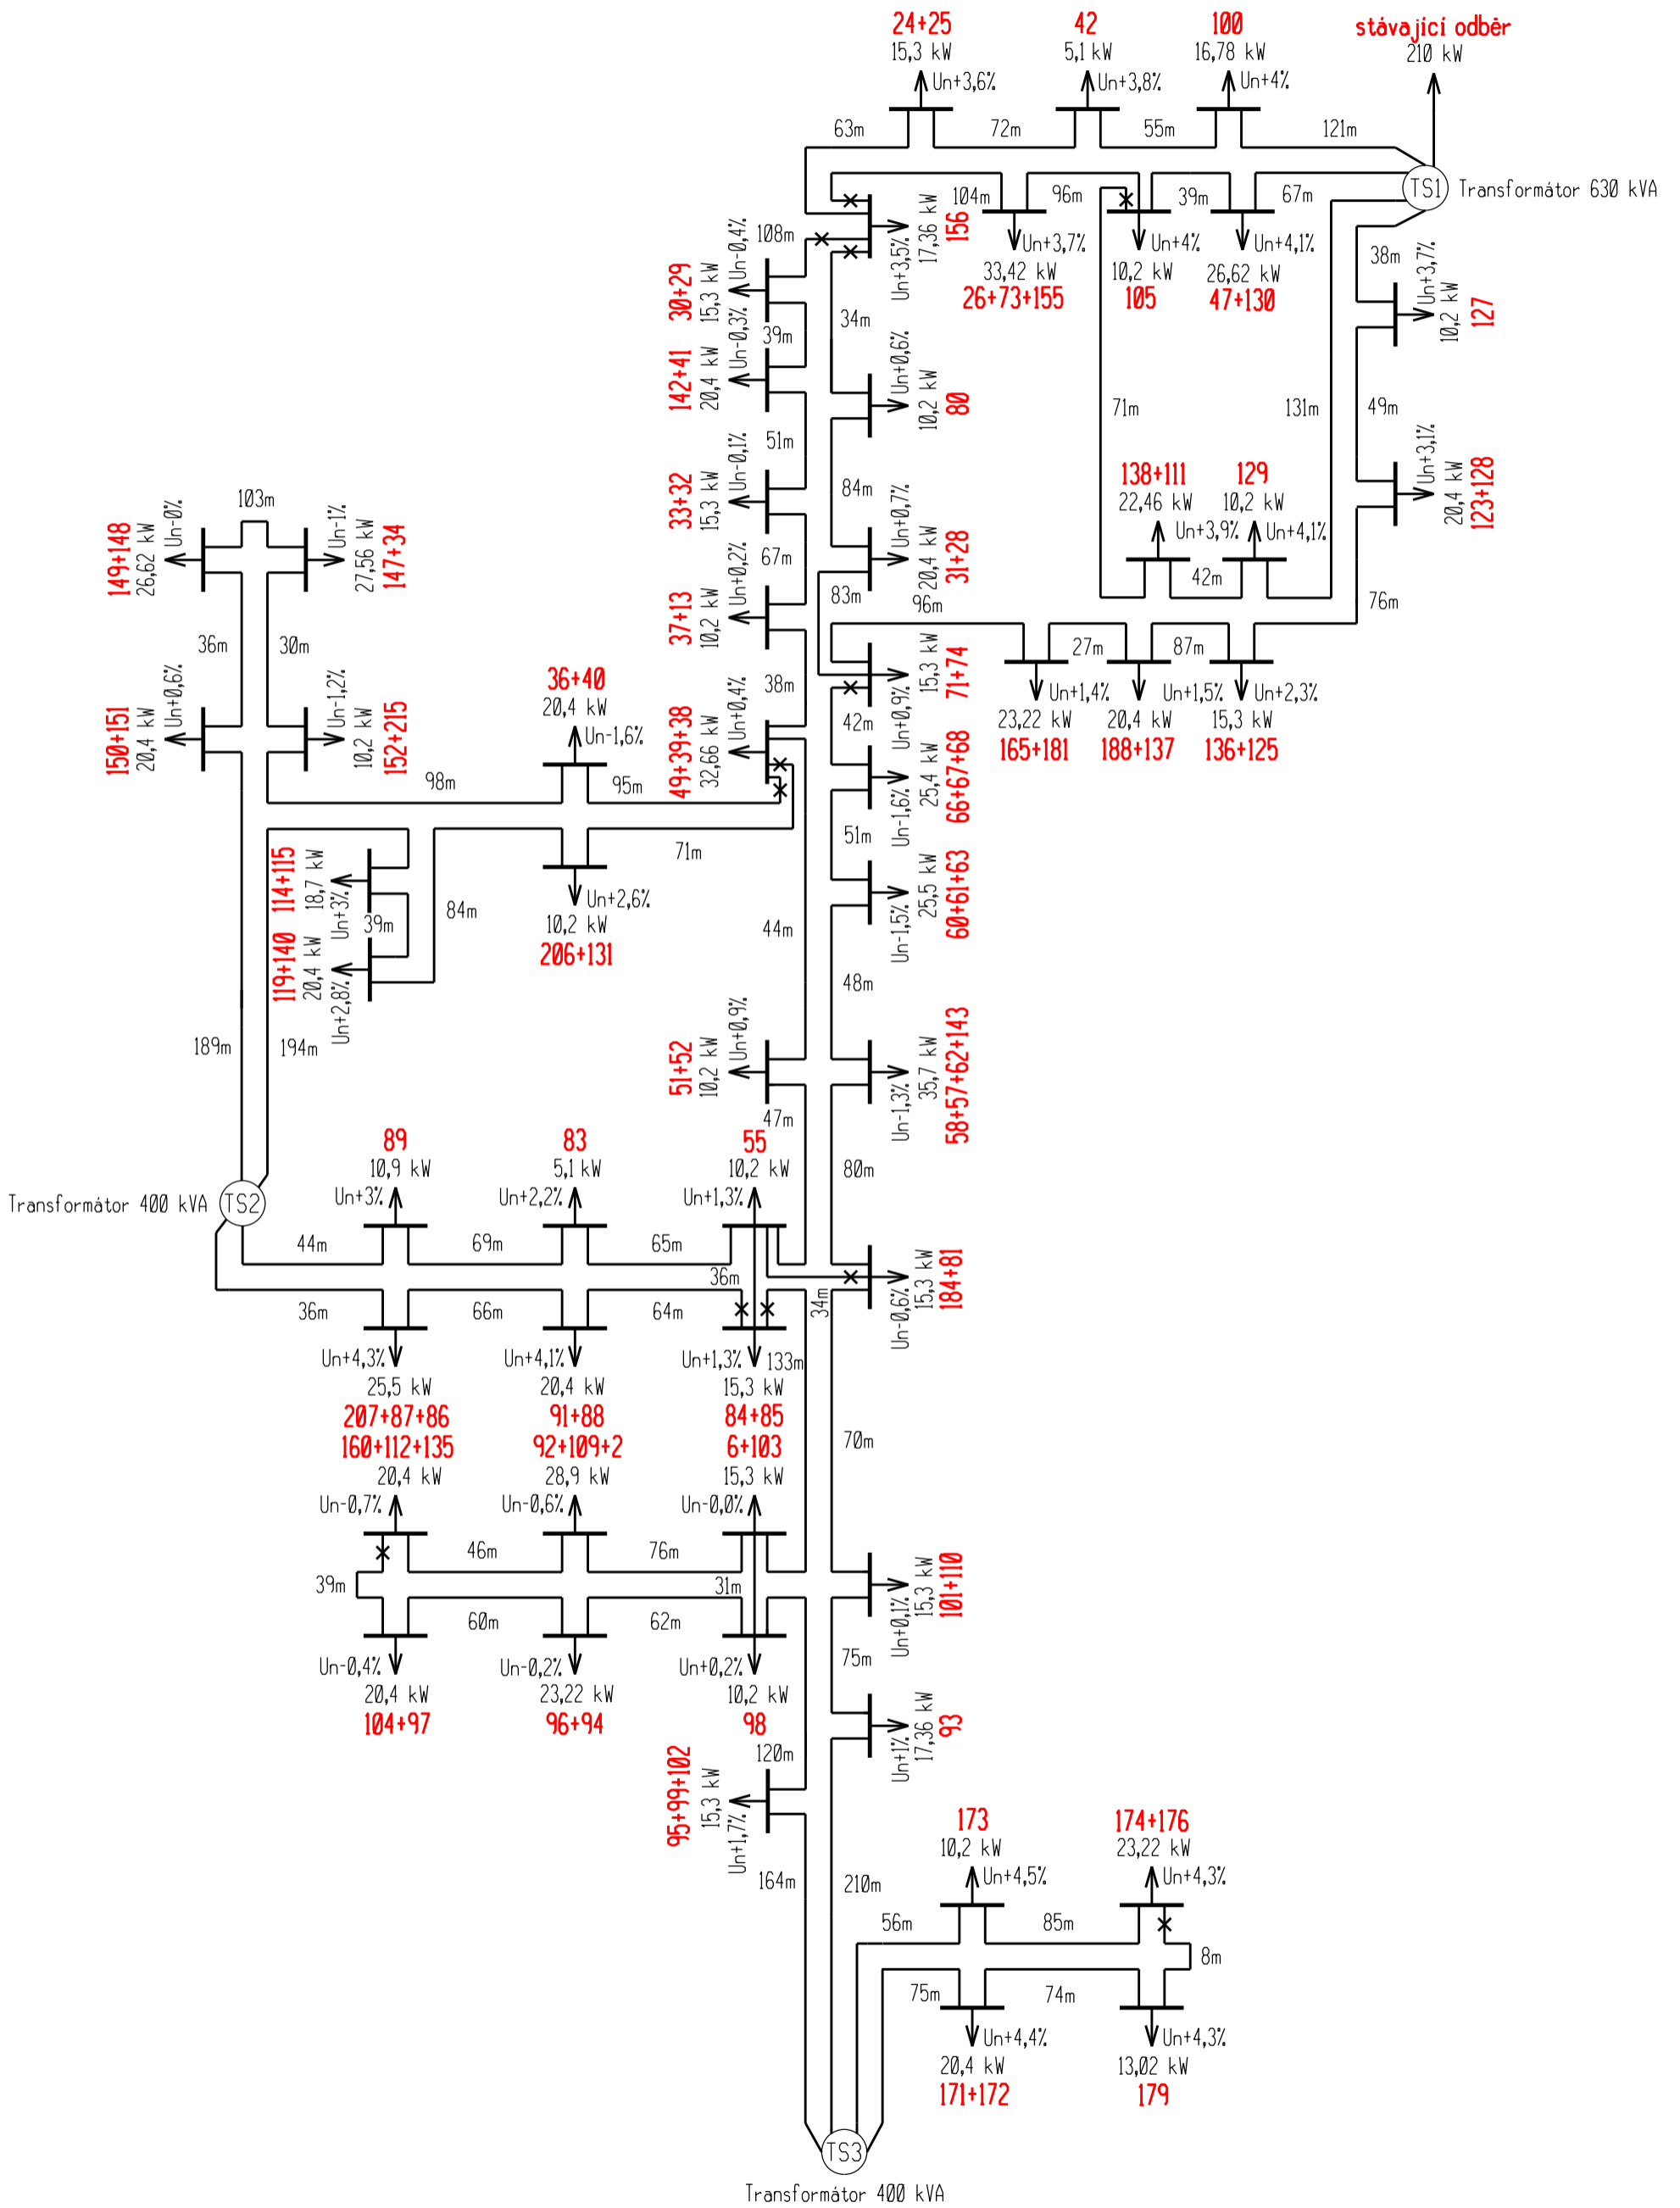 24+25
15,3 kW
Un+3,6%
42
5,1 kW
Un+3,8%
100
16,78 kW
Un+4%
stávající odběr
210 kW
63m
72m
55m
121m
TS1
Transformátor 630 kVA
104m
96m
39m
67m
Un+3,7%
33,42 kW
26+73+155
Un+4%
10,2 kW
105
Un+4,1%
26,62 kW
47+130
156
17,36 kW
Un+3,5%
108m
30+29
15,3 kW
Un-0,4%
39m
142+41
20,4 kW
Un-0,3%
34m
80
10,2 kW
Un+0,6%
38m
127
10,2 kW
Un+3,7%
71m
131m
49m
51m
33+32
15,3 kW
Un-0,1%
84m
123+128
20,4 kW
Un+3,1%
138+111
22,46 kW
Un+3,9%
129
10,2 kW
Un+4,1%
42m
67m
31+28
20,4 kW
Un+0,7%
83m
96m
76m
37+13
10,2 kW
Un+0,2%
27m
87m
Un+1,4%
23,22 kW
165+181
Un+1,5%
20,4 kW
188+137
Un+2,3%
15,3 kW
136+125
103m
149+148
26,62 kW
Un-0%
147+34
27,56 kW
Un-1%
36m
30m
150+151
20,4 kW
Un+0,6%
152+215
10,2 kW
Un-1,2%
36+40
20,4 kW
Un-1,6%
98m
95m
38m
49+39+38
32,66 kW
Un+0,4%
71+74
15,3 kW
Un+0,9%
42m
66+67+68
25,4 kW
Un-1,6%
51m
60+61+63
25,5 kW
Un-1,5%
71m
Un+2,6%
10,2 kW
206+131
114+115
18,7 kW
Un+3%
39m
84m
119+140
20,4 kW
Un+2,8%
44m
48m
189m
194m
51+52
10,2 kW
Un+0,9%
47m
58+57+62+143
35,7 kW
Un-1,3%
80m
89
10,9 kW
Un+3%
83
5,1 kW
Un+2,2%
55
10,2 kW
Un+1,3%
Transformátor 400 kVA
TS2
44m
69m
65m
36m
34m
184+81
15,3 kW
Un-0,6%
36m
66m
64m
Un+4,3%
25,5 kW
207+87+86
Un+4,1%
20,4 kW
91+88
Un+1,3%
15,3 kW
84+85
133m
70m
160+112+135
20,4 kW
Un-0,7%
92+109+2
28,9 kW
Un-0,6%
6+103
15,3 kW
Un-0,0%
46m
76m
39m
31m
60m
62m
101+110
15,3 kW
Un+0,1%
Un-0,4%
20,4 kW
104+97
Un-0,2%
23,22 kW
96+94
Un+0,2%
10,2 kW
98
75m
93
17,36 kW
Un+1%
120m
95+99+102
15,3 kW
Un+1,7%
164m
210m
173
10,2 kW
Un+4,5%
174+176
23,22 kW
Un+4,3%
56m
85m
8m
75m
74m
Un+4,4%
20,4 kW
171+172
Un+4,3%
13,02 kW
179
TS3
Transformátor 400 kVA